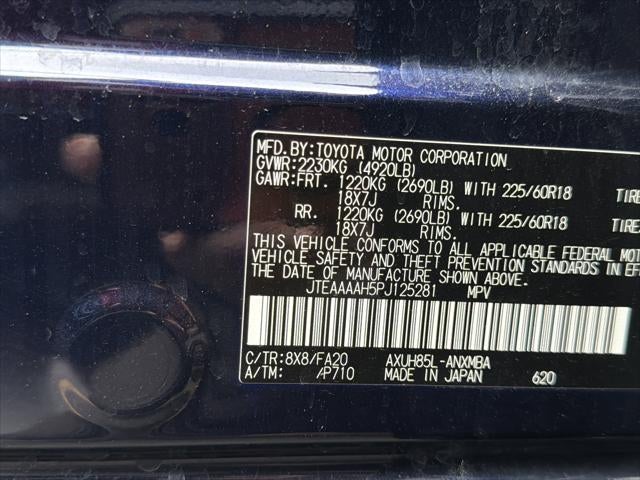 MFD.BY:TOYOTA MOTOR CORPORATION
GVWR:2230KG (4920LB)
GAWR:FRT. 1220KG (2690LB) WITH 225/60R18 TIRE
18X7J RIMS.
RR. 1220KG (2690LB) WITH 225/60R18 TIRE
18X7J RIMS.
THIS VEHICLE CONFORMS TO ALL APPLICABLE FEDERAL MOT
VEHICLE SAFETY AND THEFT PREVENTION STANDARDS IN EFF
THE DATE OF MANUFACTURE SHOWN ABOVE.
JTEAAAAH5PJ125281 MPV
C/TR:8X8/FA20 AXUH85L-ANXMBA
A/TM: /P710 MADE IN JAPAN 620